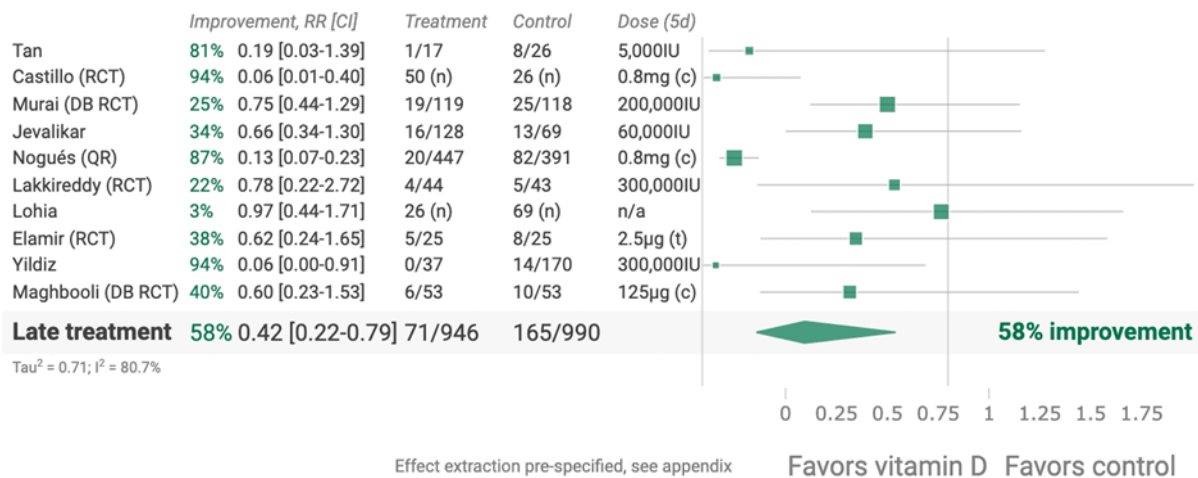 Improvement, RR [CI] Treatment Control Dose (5d)
Tan 81% 0.19 [0.03-1.39] 1/17 8/26 5,000IU
Castillo (RCT) 94% 0.06 [0.01-0.40] 50 (n) 26 (n) 0.8mg (c)
Murai (DB RCT) 25% 0.75 [0.44-1.29] 19/119 25/118 200,000IU
Jevalikar 34% 0.66 [0.34-1.30] 16/128 13/69 60,000IU
Nogués (QR) 87% 0.13 [0.07-0.23] 20/447 82/391 0.8mg (c)
Lakkireddy (RCT) 22% 0.78 [0.22-2.72] 4/44 5/43 300,000IU
Lohia 3% 0.97 [0.44-1.71] 26 (n) 69 (n) n/a
Elamir (RCT) 38% 0.62 [0.24-1.65] 5/25 8/25 2.5µg (t)
Yildiz 94% 0.06 [0.00-0.91] 0/37 14/170 300,000IU
Maghbooli (DB RCT) 40% 0.60 [0.23-1.53] 6/53 10/53 125µg (c)
Late treatment 58% 0.42 [0.22-0.79] 71/946 165/990 58% improvement
Tau² = 0.71; I² = 80.7%
0 0.25 0.5 0.75 1 1.25 1.5 1.75
Effect extraction pre-specified, see appendix Favors vitamin D Favors control